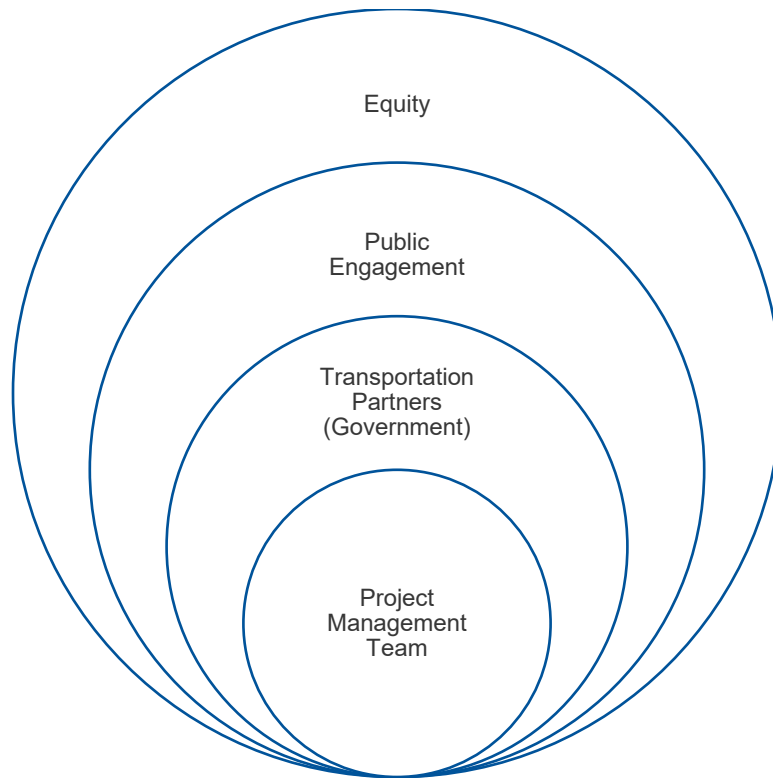 Equity
Public
Engagement
Transportation
Partners
(Government)
Project
Management
Team